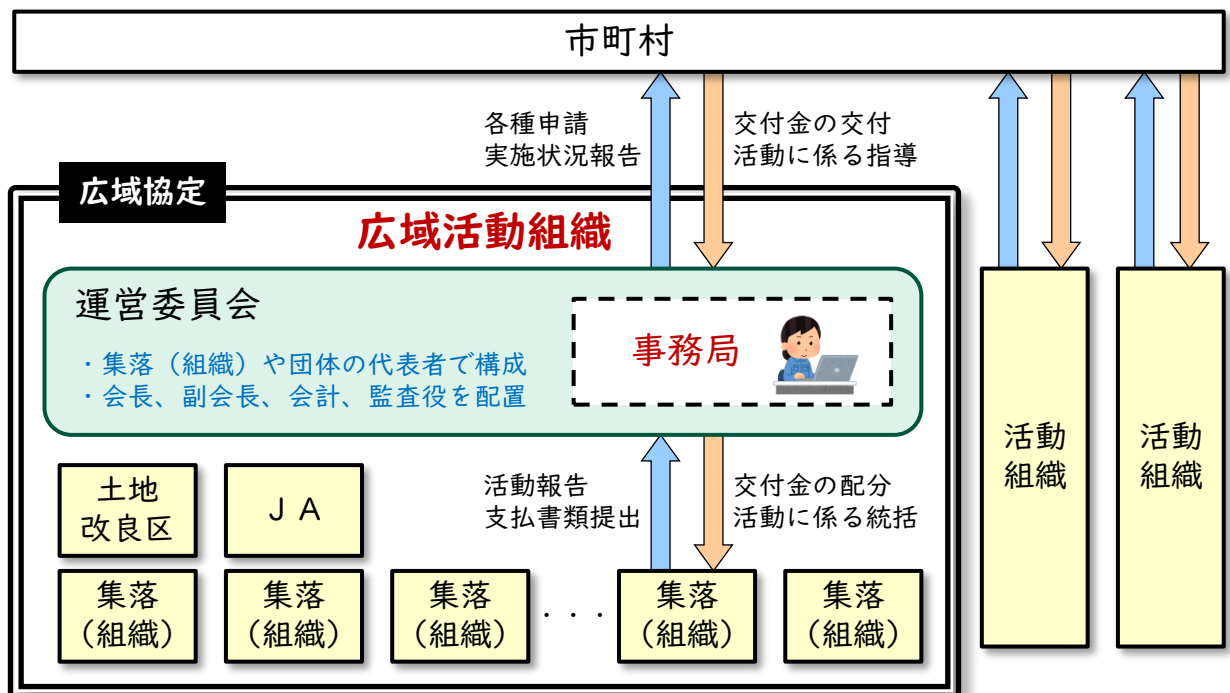 市町村
各種申請
実施状況報告
交付金の交付
活動に係る指導
広域協定
広域活動組織
運営委員会
・集落（組織）や団体の代表者で構成
・会長、副会長、会計、監査役を配置
事務局
活動報告
支払書類提出
交付金の配分
活動に係る統括
土地
改良区
ＪＡ
集落
(組織)
集落
(組織)
集落
(組織)
・・・
集落
(組織)
集落
(組織)
活動
組織
活動
組織